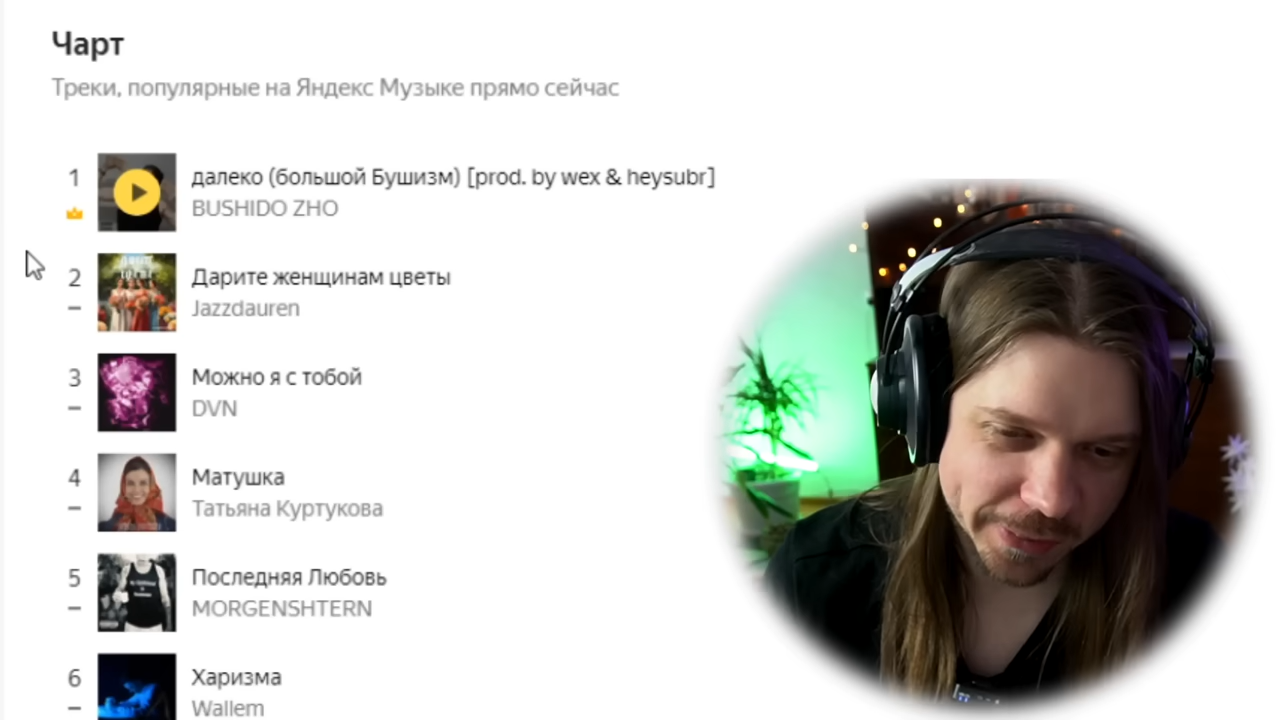 Чарт
Треки, популярные на Яндекс Музыке прямо сейчас
1
далеко (большой Бушизм) [prod. by wex & heysubr]
BUSHIDO ZHO
2
Дарите женщинам цветы
Jazzdauren
3
Можно я с тобой
DVN
4
Матушка
Татьяна Куртукова
5
Последняя Любовь
MORGENSHTERN
6
Харизма
Wallem